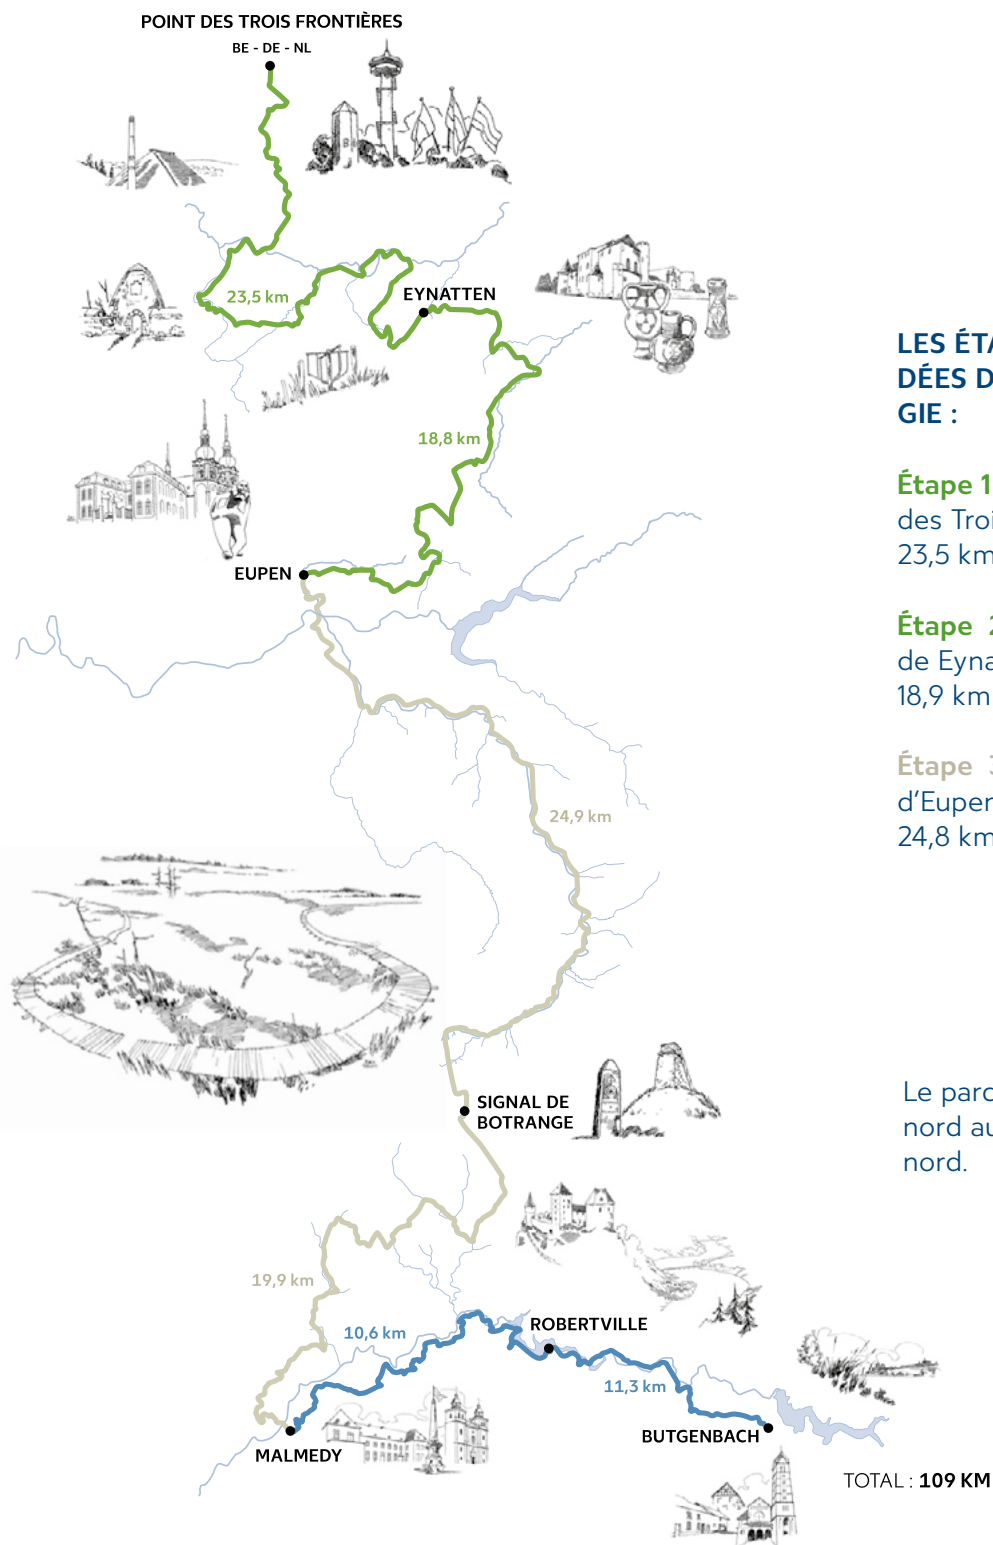 POINT DES TROIS FRONTIÈRES
BE - DE - NL
23,5 km
EYNATTEN
18,8 km
EUPEN
24,9 km
SIGNAL DE
BOTRANGE
19,9 km
10,6 km
ROBERTVILLE
11,3 km
BUTGENBACH
MALMEDY
TOTAL : 109 KM
LES ÉTA
DÉES D
GIE :
Étape 1
des Troi
23,5 km
Étape 2
de Eyna
18,9 km
Étape 3
d'Eupen
24,8 km
Le parc
nord au
nord.